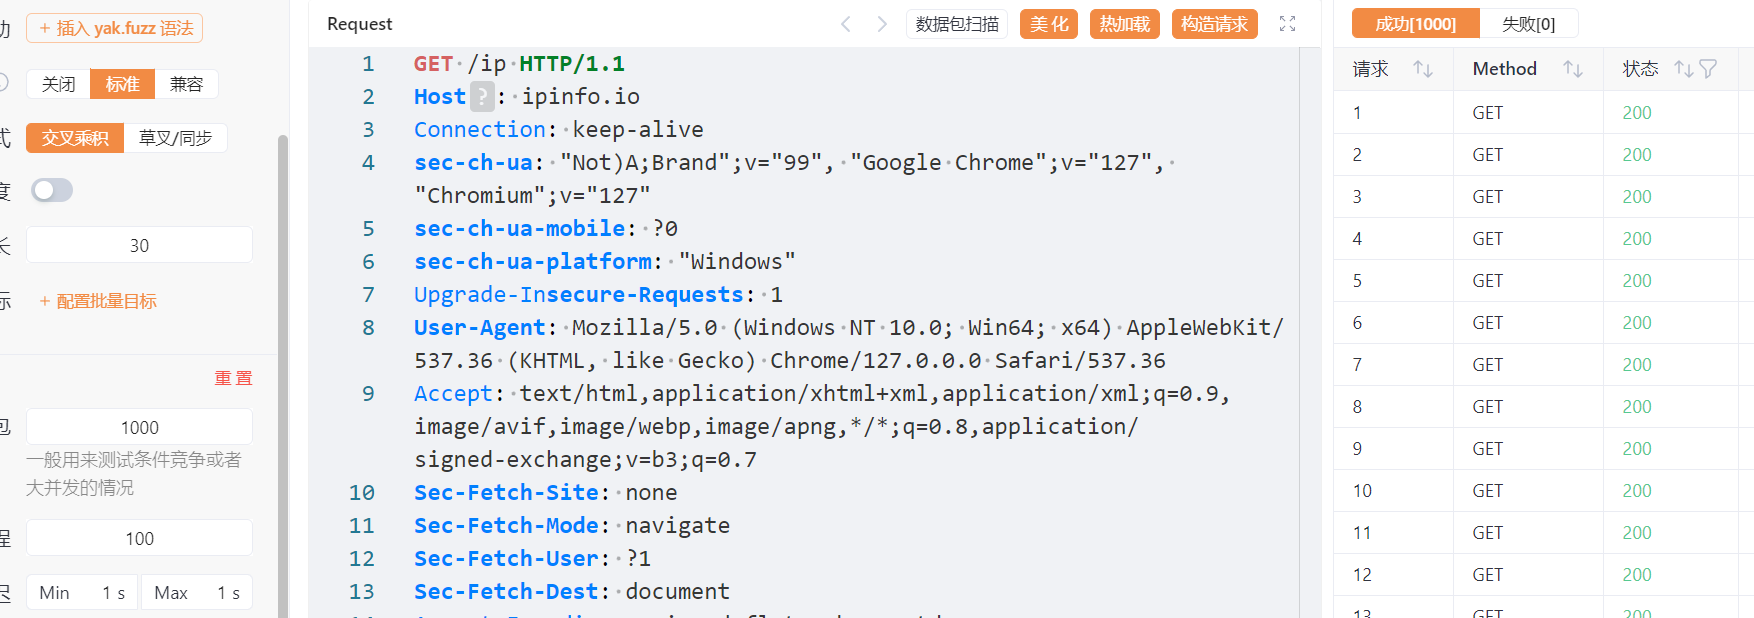 动
+ 插入 yak.fuzz 语法
关闭 标准 兼容
式
交叉乘积 草叉/同步
度
长
30
标
+ 配置批量目标
重 置
包
1000
一般用来测试条件竞争或者
大并发的情况
程
100
迟
Min 1 s Max 1 s
Request
数据包扫描 美 化 热加载 构造请求
1 GET /ip HTTP/1.1
2 Host ? : ipinfo.io
3 Connection: keep-alive
4 sec-ch-ua: "Not)A;Brand";v="99", "Google Chrome";v="127",
"Chromium";v="127"
5 sec-ch-ua-mobile: ?0
6 sec-ch-ua-platform: "Windows"
7 Upgrade-Insecure-Requests: 1
8 User-Agent: Mozilla/5.0 (Windows NT 10.0; Win64; x64) AppleWebKit/
537.36 (KHTML, like Gecko) Chrome/127.0.0.0 Safari/537.36
9 Accept: text/html,application/xhtml+xml,application/xml;q=0.9,
image/avif,image/webp,image/apng,*/*;q=0.8,application/
signed-exchange;v=b3;q=0.7
10 Sec-Fetch-Site: none
11 Sec-Fetch-Mode: navigate
12 Sec-Fetch-User: ?1
13 Sec-Fetch-Dest: document
成功[1000] 失败[0]
请求 Method 状态
1 GET 200
2 GET 200
3 GET 200
4 GET 200
5 GET 200
6 GET 200
7 GET 200
8 GET 200
9 GET 200
10 GET 200
11 GET 200
12 GET 200
13 GET 200